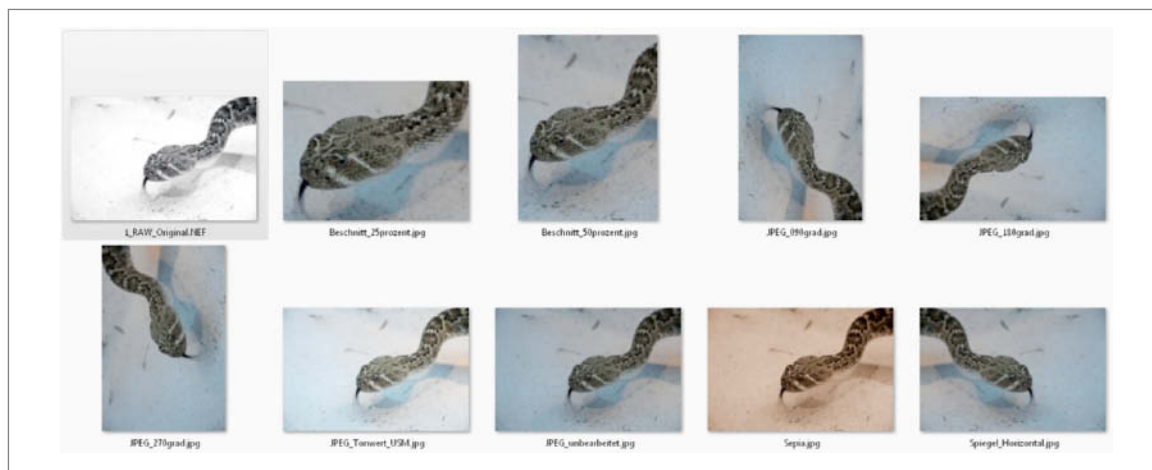 1_RAW_Original.NEF
Beschnitt_25prozent.jpg
Beschnitt_50prozent.jpg
JPEG_090grad.jpg
JPEG_180grad.jpg
JPEG_270grad.jpg
JPEG_Tonwert_USM.jpg
JPEG_unbearbeitet.jpg
Sepia.jpg
Spiegel_Horizontal.jpg